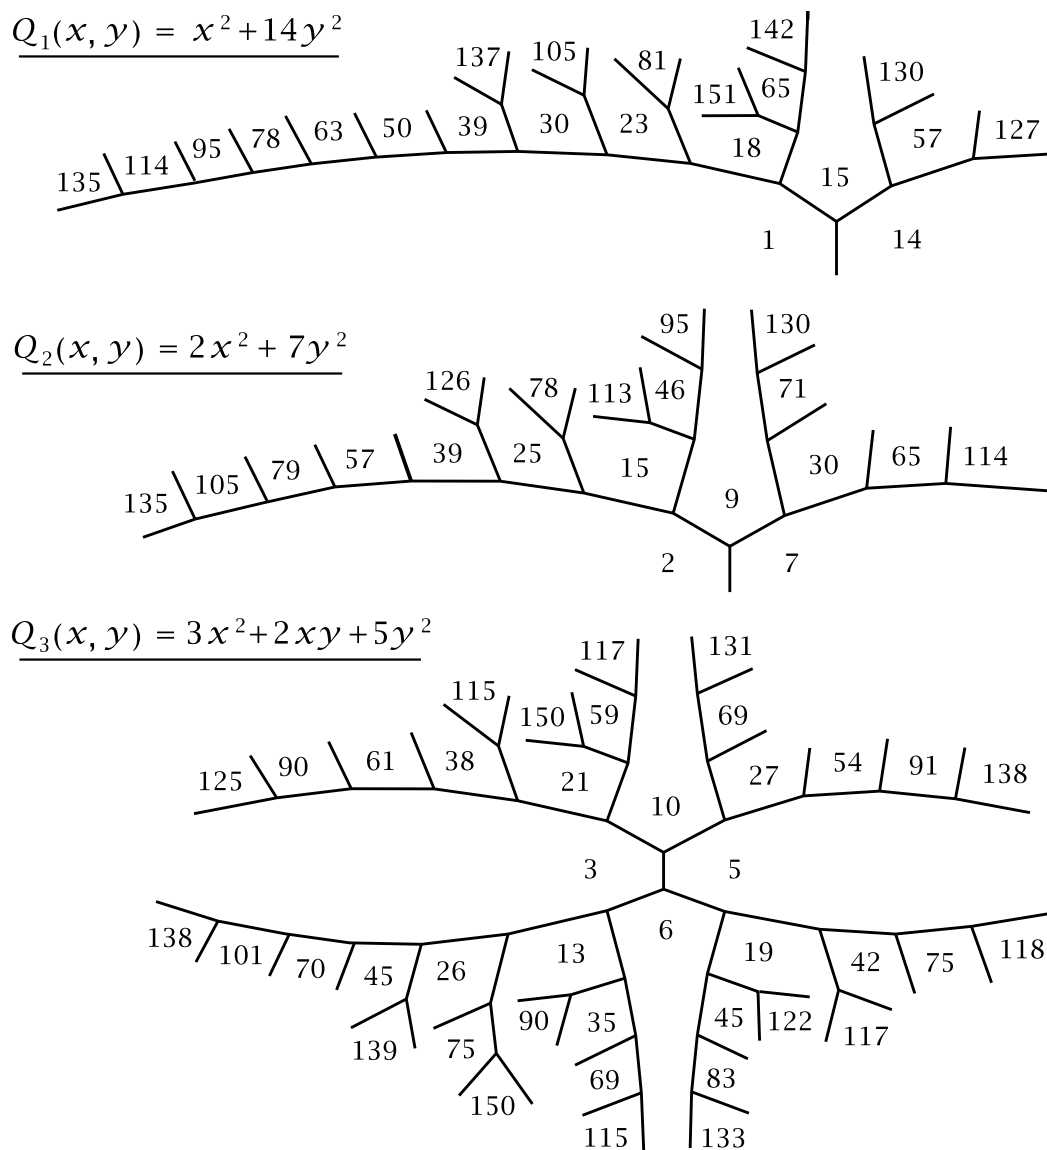 Q₁(x, y) = x² + 14y²
142
137 105 81 130
151 65
114 95 78 63 50 39 30 23 18 57 127
135 15
1 14
Q₂(x, y) = 2x² + 7y²
95 130
126 78 113 46 71
135 105 79 57 39 25 15 30 65 114
9
2 7
Q₃(x, y) = 3x² + 2xy + 5y²
117 131
115 150 59 69
125 90 61 38 21 27 54 91 138
10
3 5
6
138 101 70 45 26 13 19 42 75 118
90 35 45 122
139 75 117
69 83
150
115 133